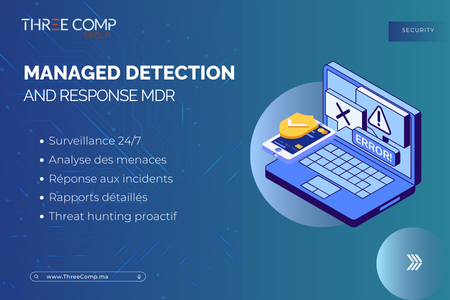 THREE COMP
GROUP
SECURITY
MANAGED DETECTION
AND RESPONSE MDR
Surveillance 24/7
Analyse des menaces
Réponse aux incidents
Rapports détaillés
Threat hunting proactif
ERROR!
www.ThreeComp.ma